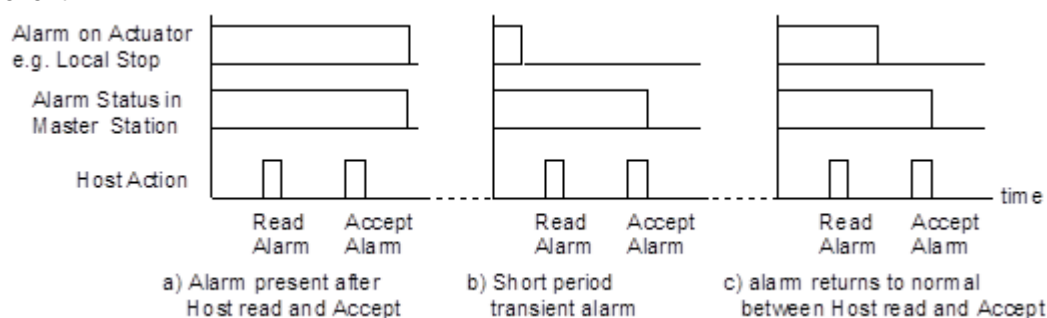 Alarm on Actuator
e.g. Local Stop
Alarm Status in
Master Station
Host Action
time
Read
Alarm
Accept
Alarm
Read
Alarm
Accept
Alarm
Read
Alarm
Accept
Alarm
a) Alarm present after
Host read and Accept
b) Short period
transient alarm
c) alarm returns to normal
between Host read and Accept